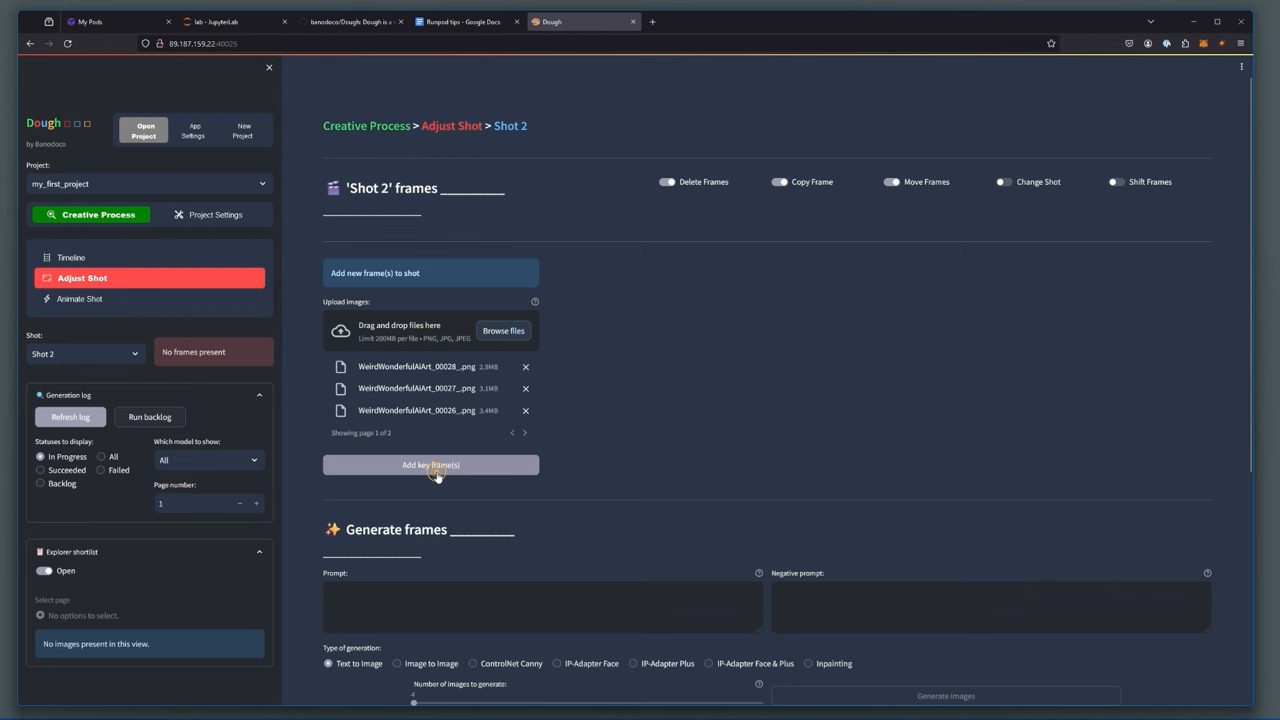 My Pods
lab - JupyterLab
banodoco/Dough: Dough is a
Runpod tips - Google Docs
Dough
89.187.159.22:40025
Dough
by Banodoco
Open Project
App Settings
New Project
Project:
my_first_project
Creative Process
Project Settings
Timeline
Adjust Shot
Animate Shot
Shot:
Shot 2
No frames present
Generation log
Refresh log
Run backlog
Statuses to display:
In Progress
All
Succeeded
Failed
Backlog
Which model to show:
All
Page number:
1
Explorer shortlist
Open
Select page
No options to select.
No images present in this view.
Creative Process > Adjust Shot > Shot 2
'Shot 2' frames __________
Delete Frames
Copy Frame
Move Frames
Change Shot
Shift Frames
Add new frame(s) to shot
Upload images:
Drag and drop files here
Limit 200MB per file • PNG, JPG, JPEG
Browse files
WeirdWonderfulAiArt_00028_.png 2.9MB
WeirdWonderfulAiArt_00027_.png 3.1MB
WeirdWonderfulAiArt_00026_.png 3.4MB
Showing page 1 of 2
Add key frame(s)
Generate frames __________
Prompt:
Negative prompt:
Type of generation:
Text to Image
Image to Image
ControlNet Canny
IP-Adapter Face
IP-Adapter Plus
IP-Adapter Face & Plus
Inpainting
Number of images to generate:
4
Generate images